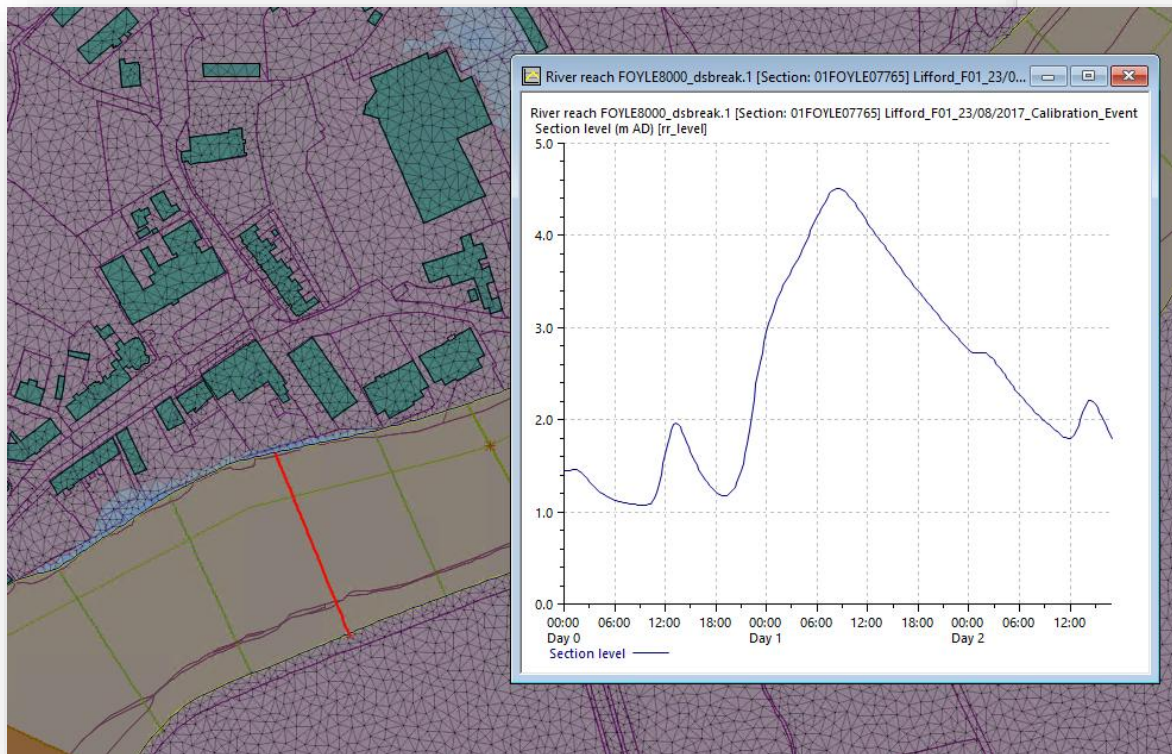 River reach FOYLE8000_dsbreak.1 [Section: 01FOYLE07765] Lifford_F01_23/0...
River reach FOYLE8000_dsbreak.1 [Section: 01FOYLE07765] Lifford_F01_23/08/2017_Calibration_Event
Section level (m AD) [rr_level]
5.0
4.0
3.0
2.0
1.0
0.0
00:00 06:00 12:00 18:00 00:00 06:00 12:00 18:00 00:00 06:00 12:00
Day 0 Day 1 Day 2
Section level